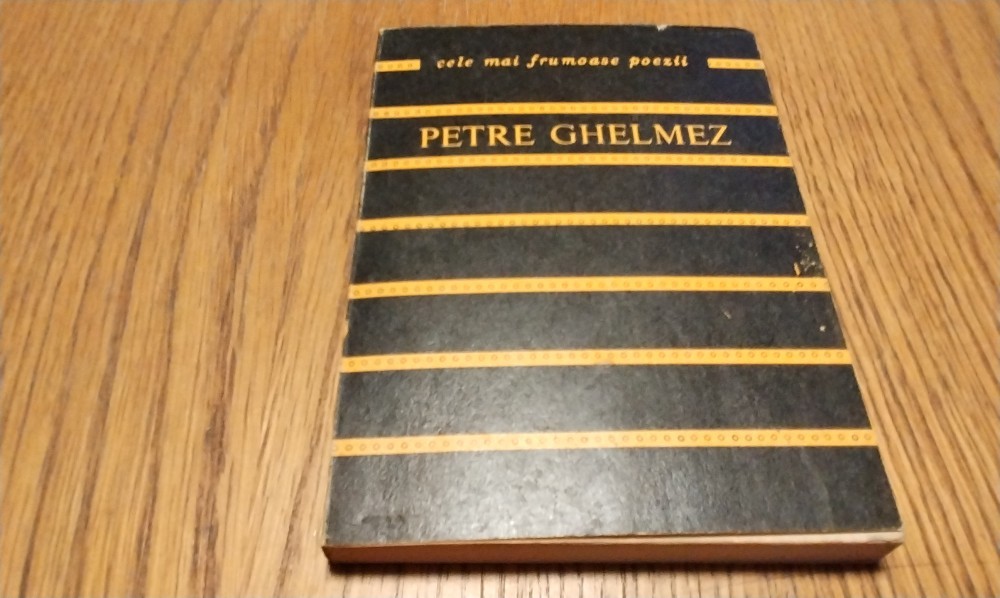 cele mai frumoase poezii
PETRE GHELMEZ